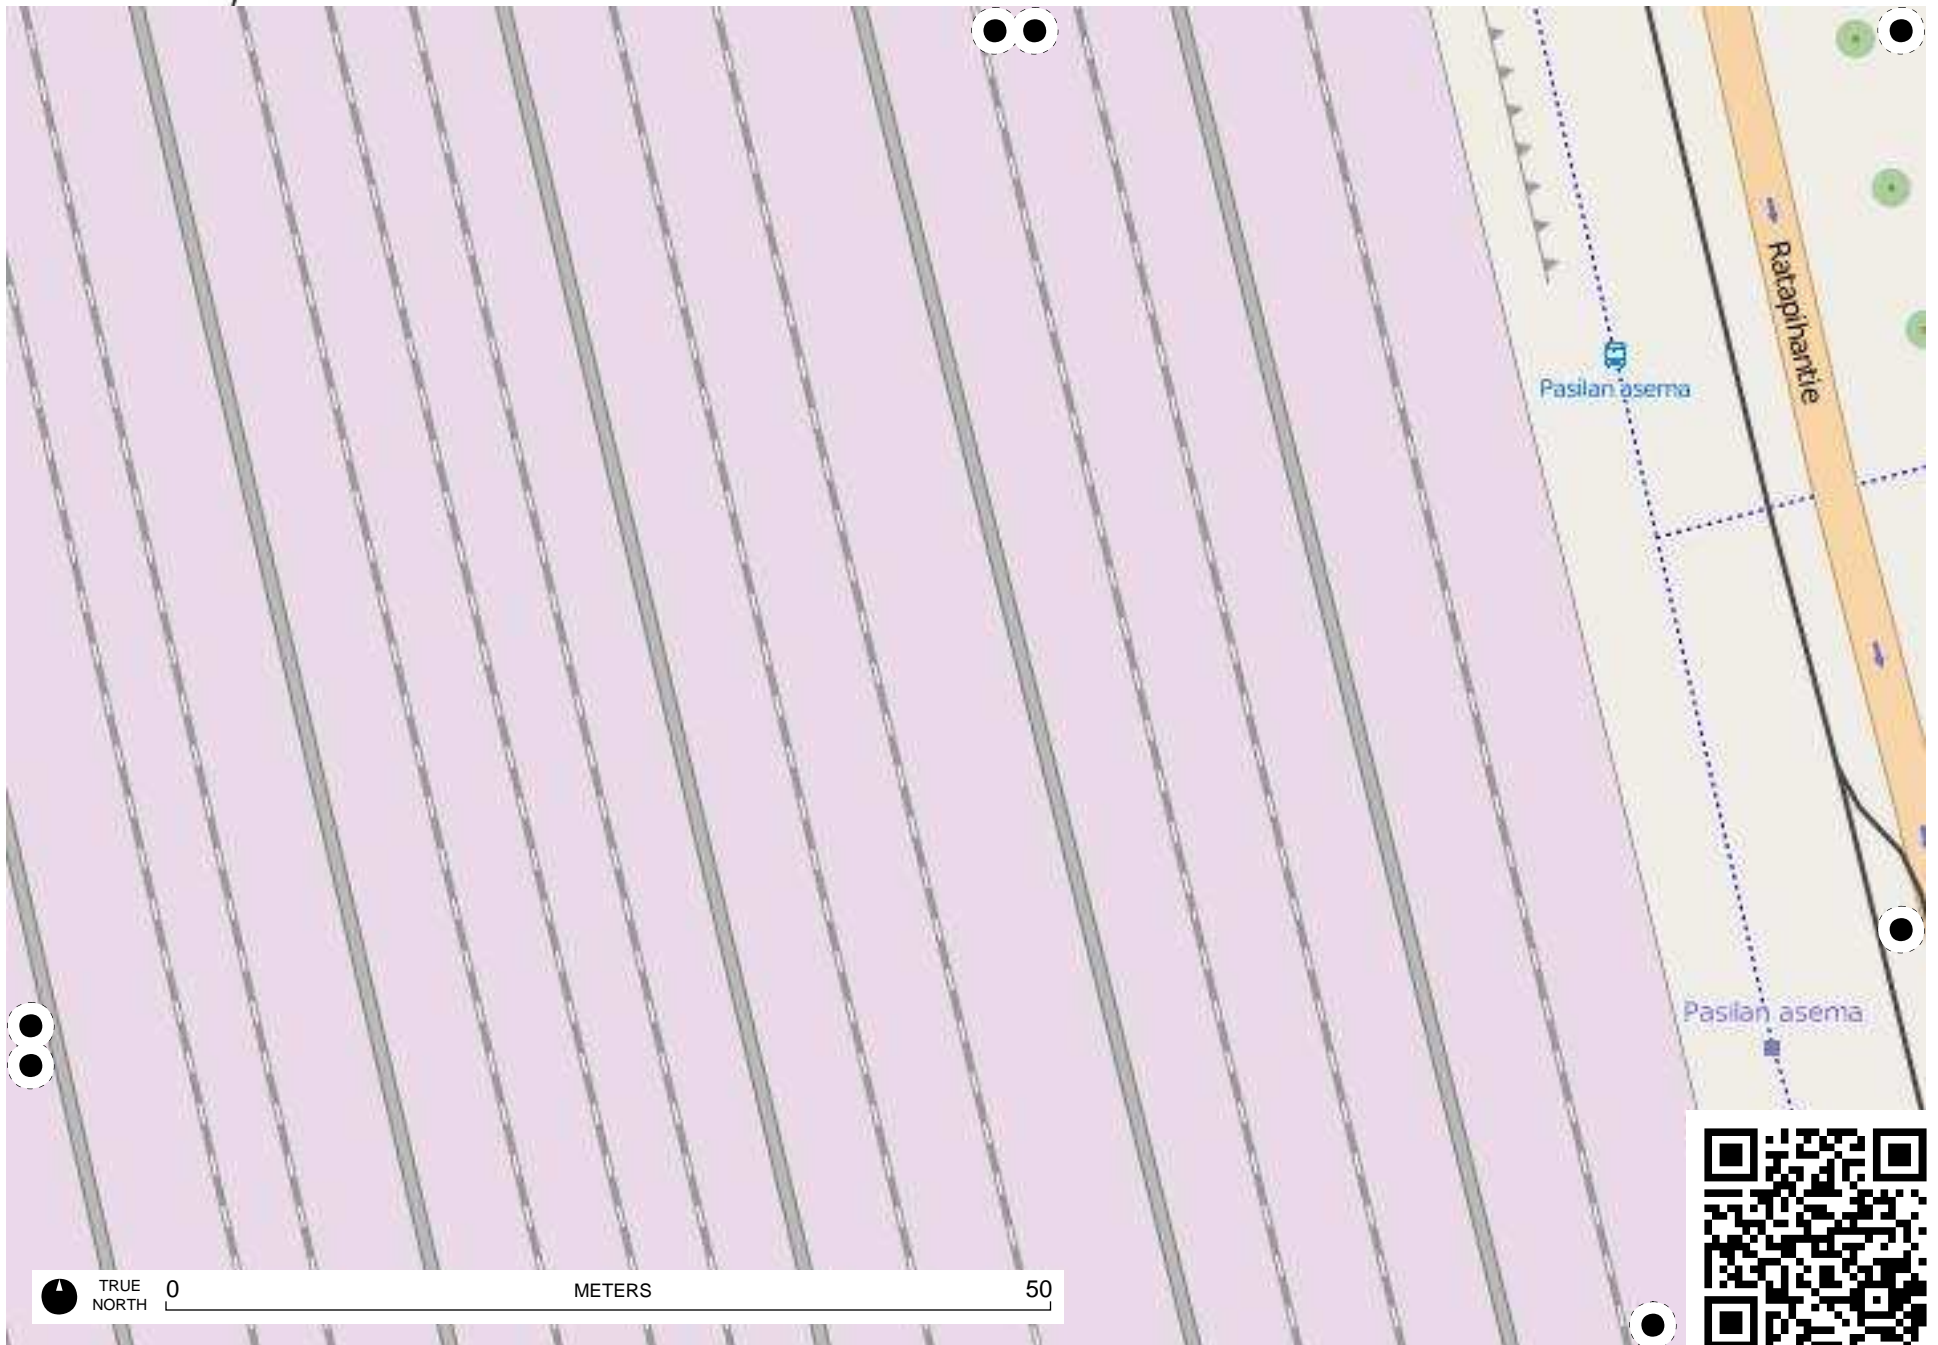 Ratapihantie
Pasilan asema
Pasilan asema
TRUE
NORTH
0 METERS 50